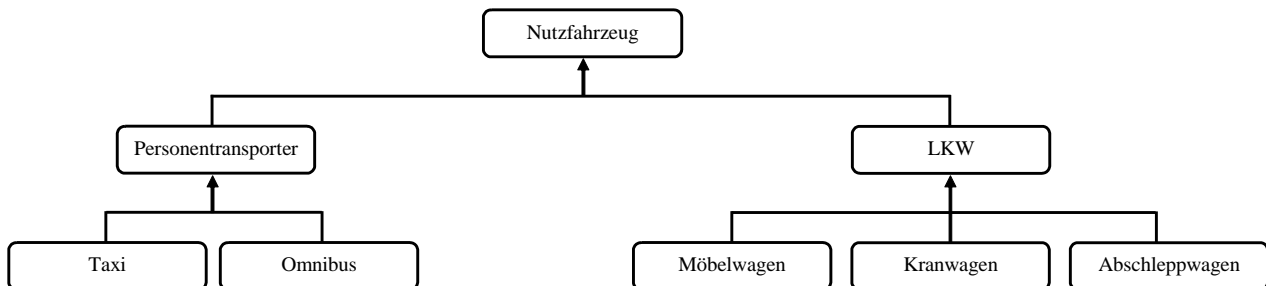 Nutzfahrzeug
Personentransporter
LKW
Taxi
Omnibus
Möbelwagen
Kranwagen
Abschleppwagen